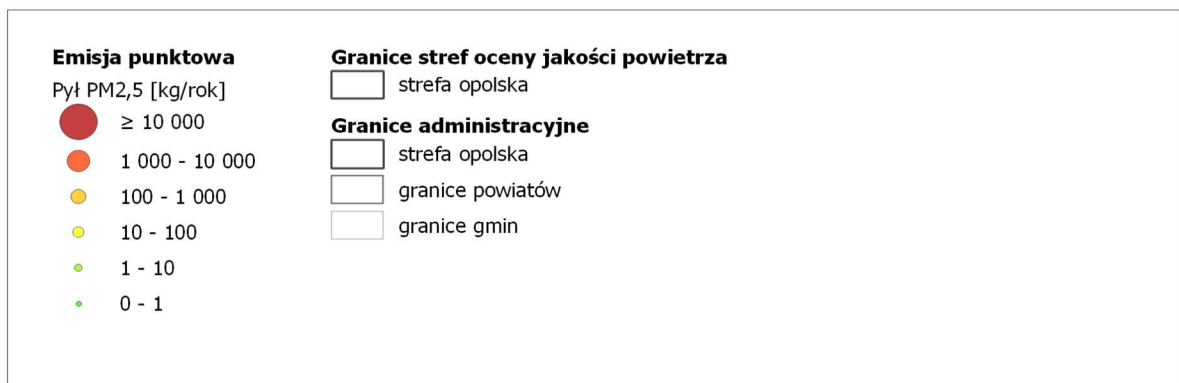 Emisja punktowa
Pył PM2,5 [kg/rok]
≥ 10 000
1 000 - 10 000
100 - 1 000
10 - 100
1 - 10
0 - 1
Granice stref oceny jakości powietrza
strefa opolska
Granice administracyjne
strefa opolska
granice powiatów
granice gmin